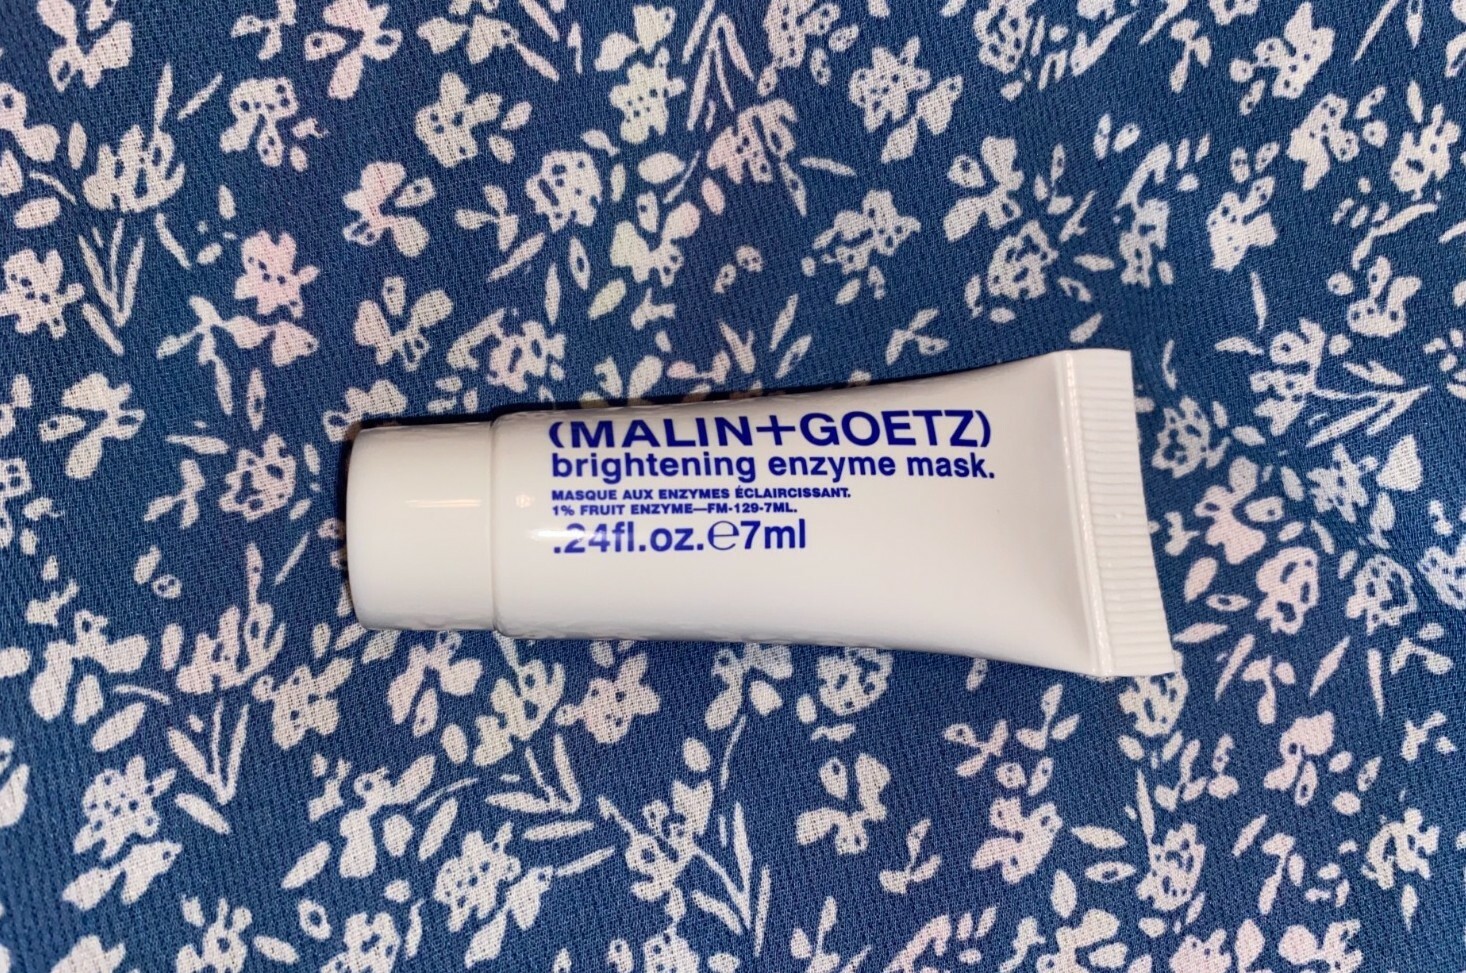 (MALIN+GOETZ)
brightening enzyme mask.
MASQUE AUX ENZYMES ÉCLAIRCISSANT.
1% FRUIT ENZYME—FM-129-7ML.
.24fl.oz.℮7ml